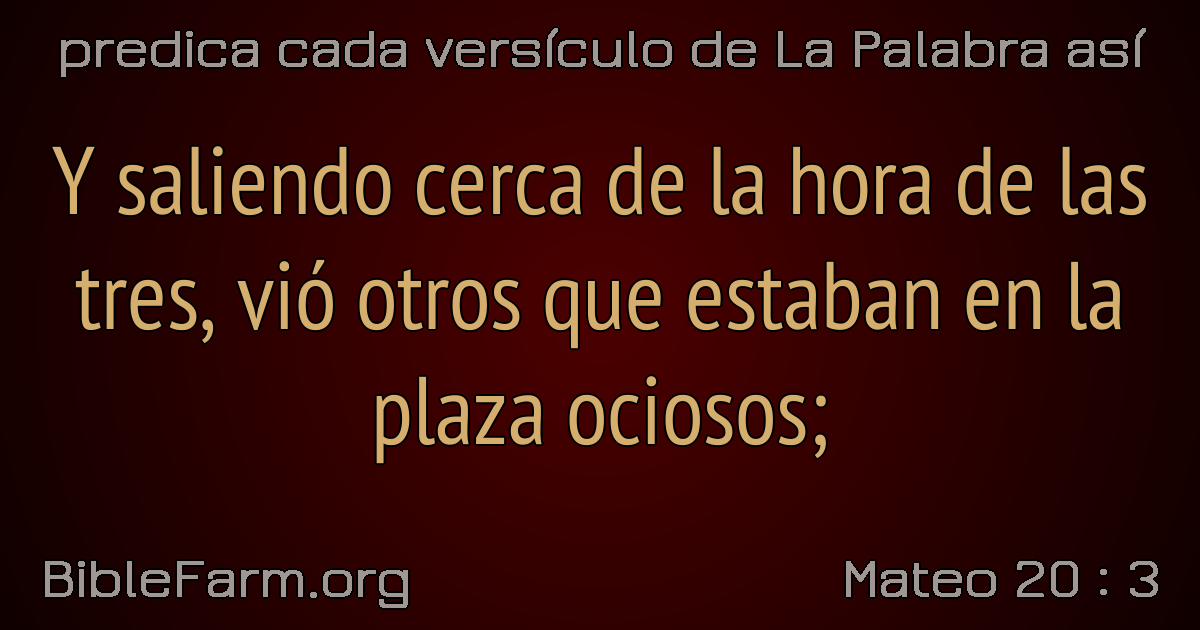 predica cada versículo de La Palabra así
Y saliendo cerca de la hora de las
tres, vió otros que estaban en la
plaza ociosos;
BibleFarm.org
Mateo 20 : 3